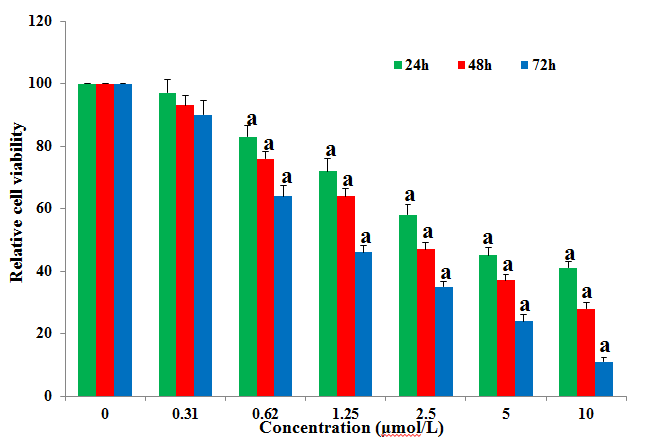 120
100
80
60
40
20
0
Relative cell viability
24h 48h 72h
a a a
a a a
a a a
a a a
a a a
0 0.31 0.62 1.25 2.5 5 10
Concentration (µmol/L)